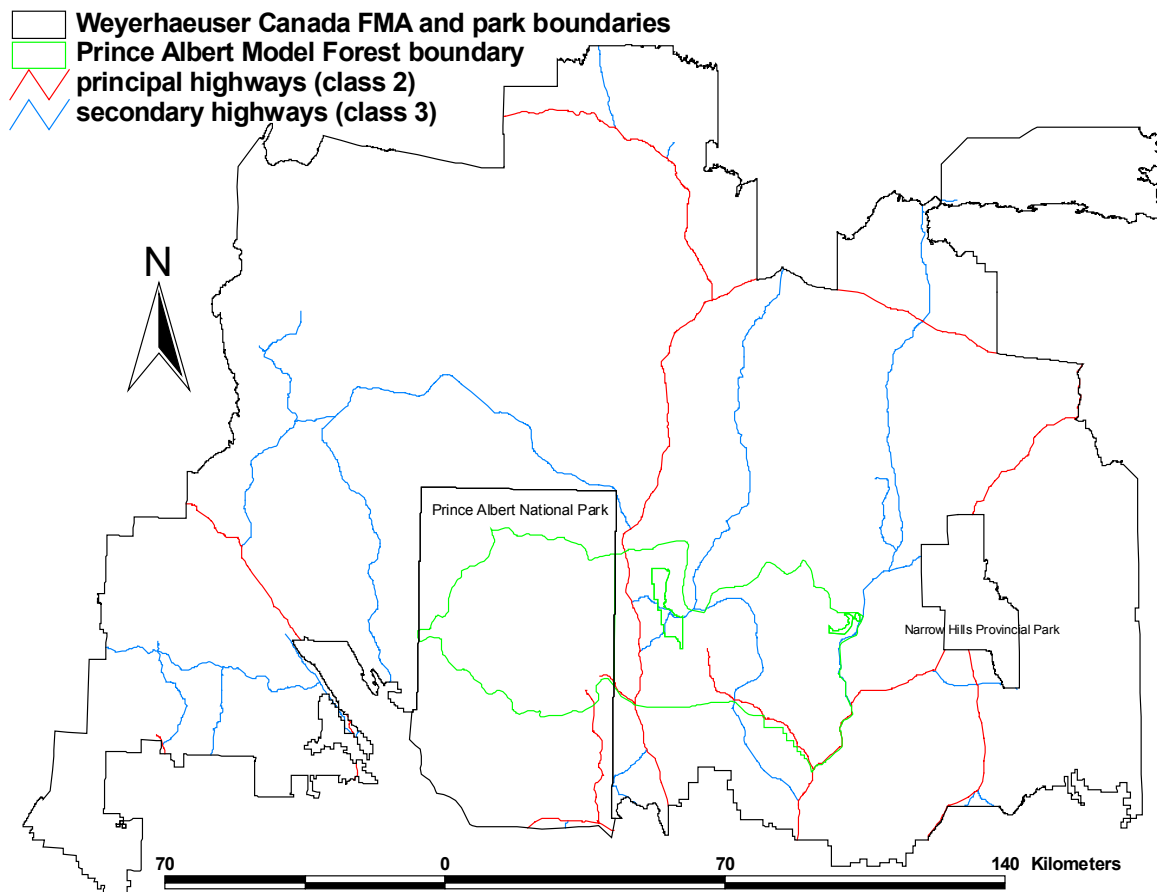 Weyerhaeuser Canada FMA and park boundaries
Prince Albert Model Forest boundary
principal highways (class 2)
secondary highways (class 3)
N
Prince Albert National Park
Narrow Hills Provincial Park
70 0 70 140 Kilometers